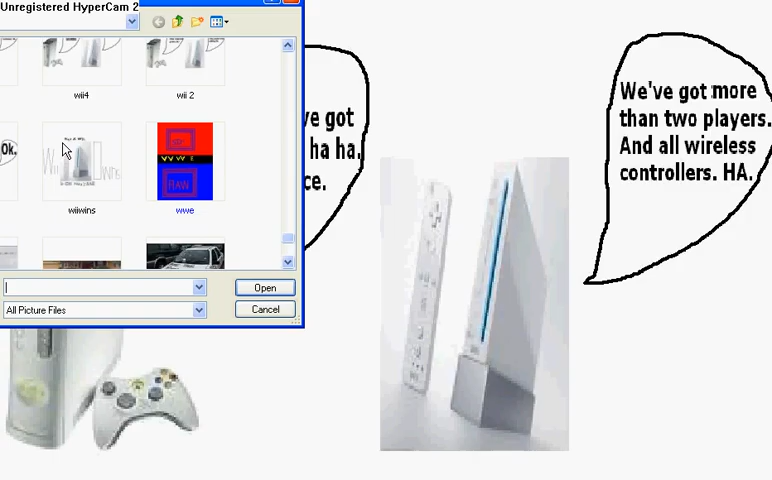 Unregistered HyperCam 2
wii4
wii 2
Ok.
wiiwins
wwe
RAW
Open
All Picture Files
Cancel
've got
ha ha.
ce.
We've got more
than two players.
And all wireless
controllers. HA.